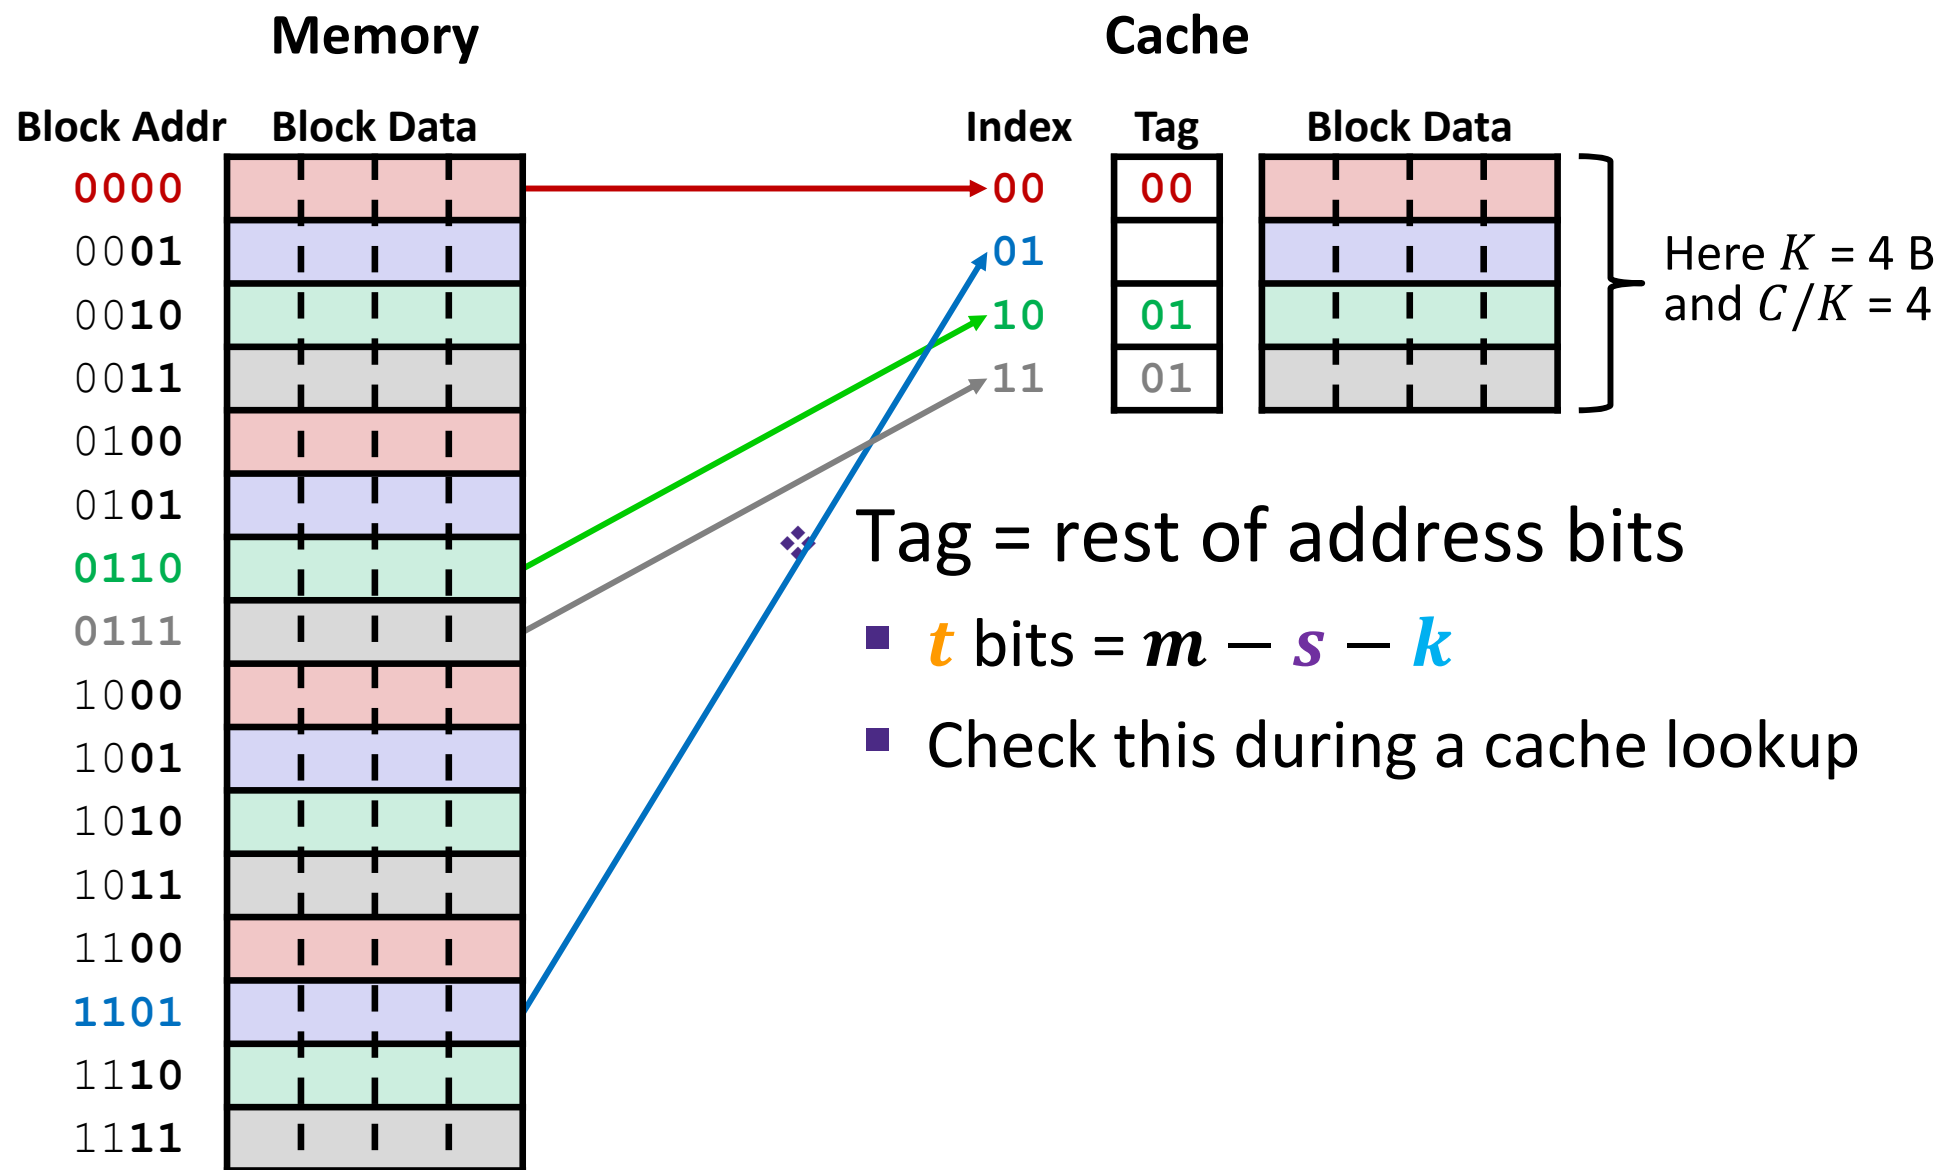 Memory
Cache
Block Addr Block Data
Index Tag Block Data
0000
0001
0010
0011
0100
0101
0110
0111
1000
1001
1010
1011
1100
1101
1110
1111
00 00
01
10 01
11 01
Here K = 4 B
and C/K = 4
❖ Tag = rest of address bits
▪ t bits = m − s − k
▪ Check this during a cache lookup